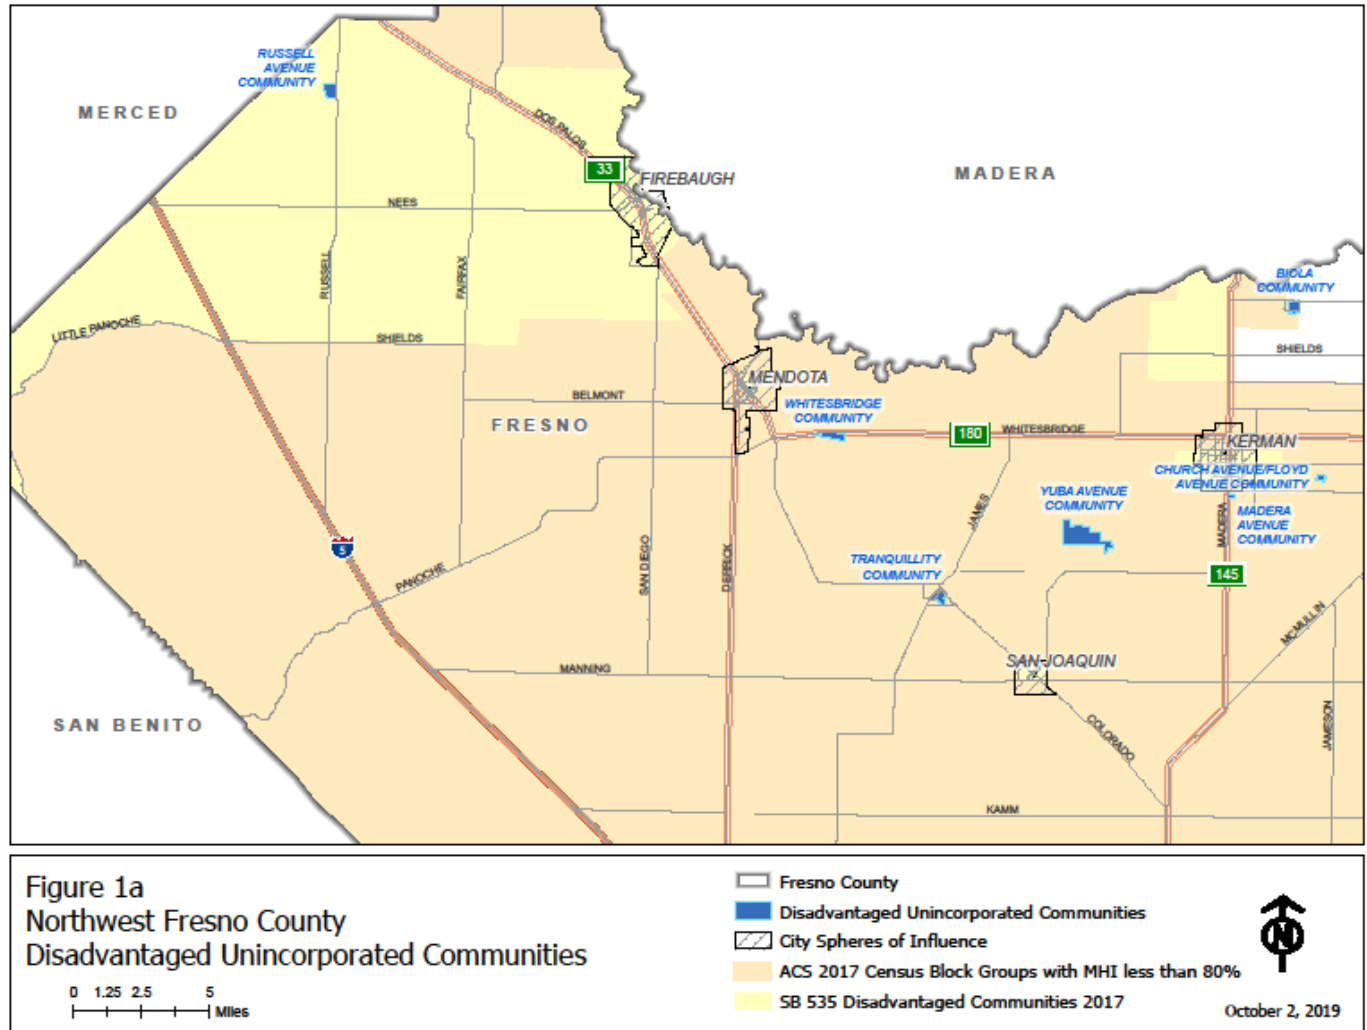 RUSSELL
AVENUE
COMMUNITY
MERCED
DOS PALOS
33
FIREBAUGH
MADERA
NEES
RUSSELL
FAIRFAX
BIOLA
COMMUNITY
LITTLE PANOCHE
SHIELDS
SHIELDS
MENDOTA
BELMONT
WHITESBRIDGE
COMMUNITY
FRESNO
180
WHITESBRIDGE
KERMAN
CHURCH AVENUE/FLOYD
AVENUE COMMUNITY
YUBA AVENUE
COMMUNITY
JAMES
MADERA
AVENUE
COMMUNITY
MADERA
5
SAN DIEGO
DERRICK
TRANQUILLITY
COMMUNITY
PANOCHE
145
MCMULLIN
SAN JOAQUIN
MANNING
SAN BENITO
COLORADO
JAMESON
KAMM
Figure 1a
Northwest Fresno County
Disadvantaged Unincorporated Communities
0 1.25 2.5 5
Miles
Fresno County
Disadvantaged Unincorporated Communities
City Spheres of Influence
ACS 2017 Census Block Groups with MHI less than 80%
SB 535 Disadvantaged Communities 2017
N
October 2, 2019